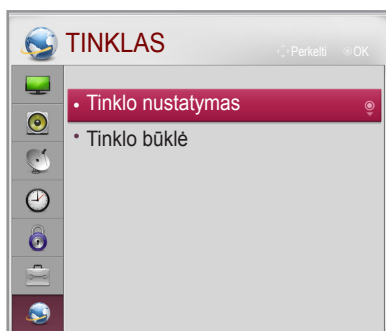 TINKLAS
Perkelti OK
• Tinklo nustatymas
• Tinklo būklė